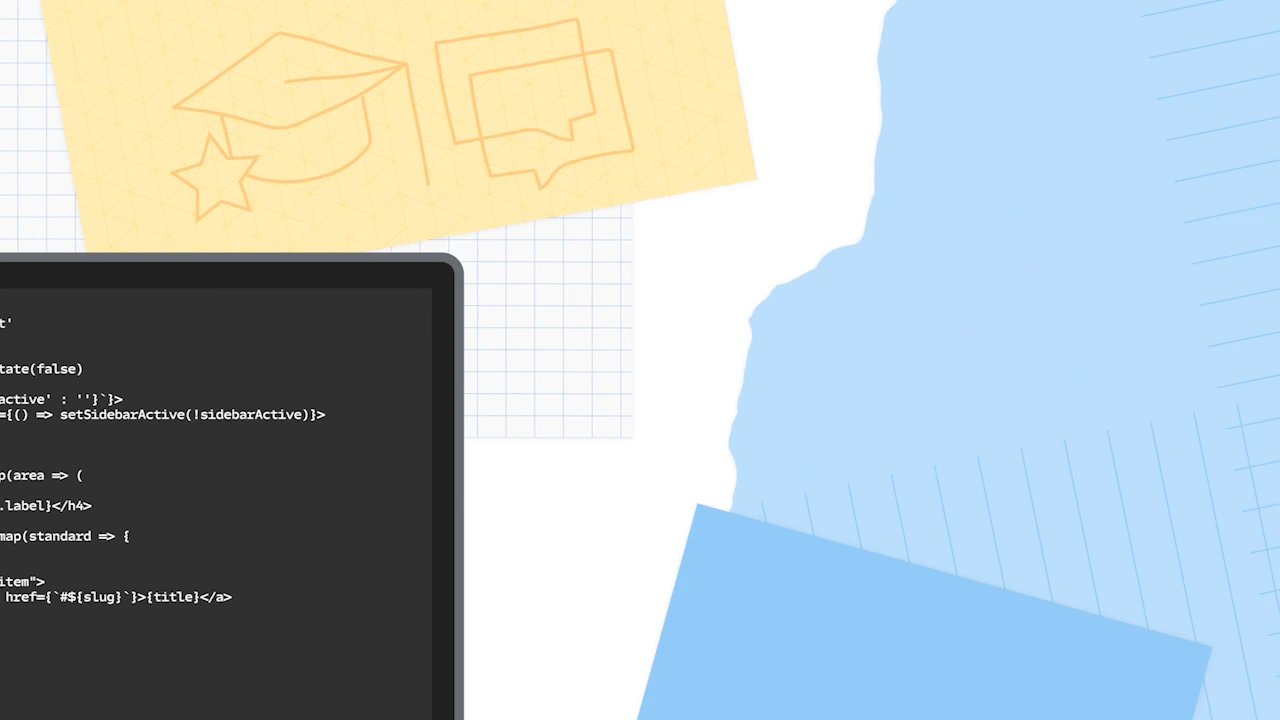 t'
tate(false)
active' : ''}`}>
={() => setSidebarActive(!sidebarActive)}>
p(area => (
.label}</h4>
map(standard => {
item">
href={`#${slug}`}>{title}</a>